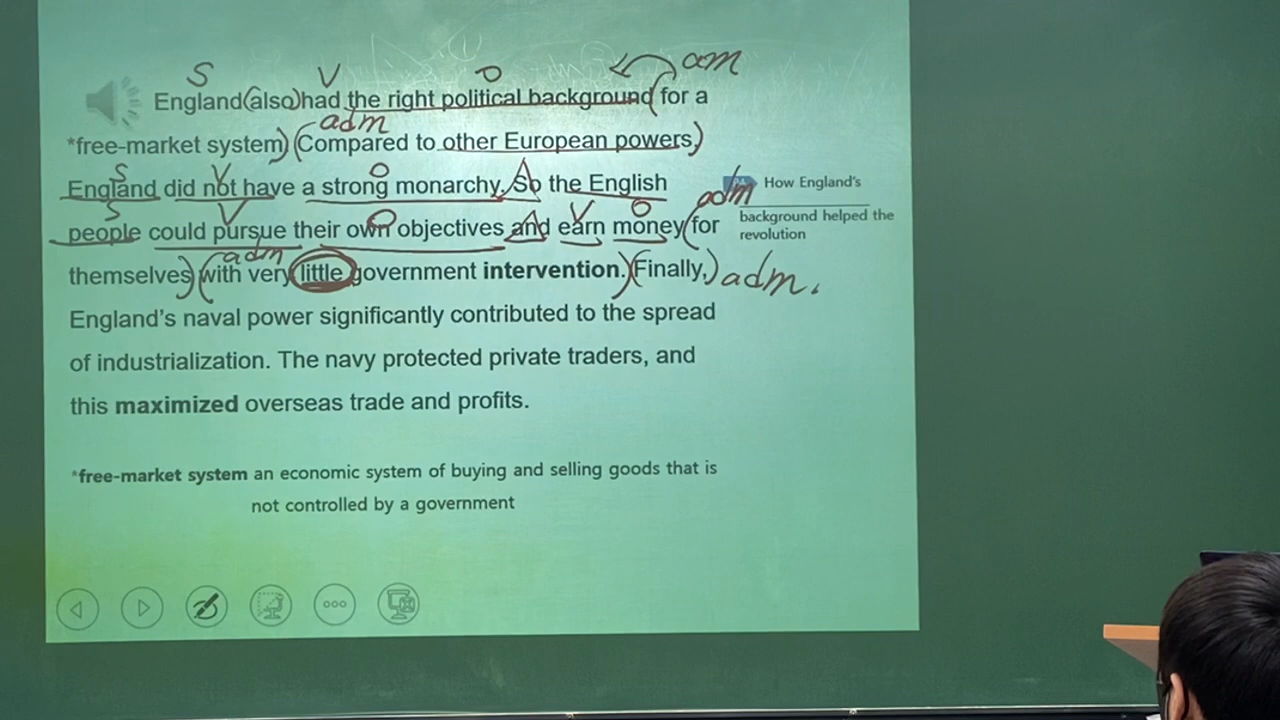 S V O am
England (also) had the right political background (for a
adm
*free-market system) (Compared to other European powers,)
S V O
England did not have a strong monarchy. So the English
adm How England's
S V O V O
people could pursue their own objectives and earn money (for
background helped the
revolution
adm
themselves) (with very little government intervention.) (Finally,) adm.
England's naval power significantly contributed to the spread
of industrialization. The navy protected private traders, and
this maximized overseas trade and profits.
*free-market system an economic system of buying and selling goods that is
not controlled by a government